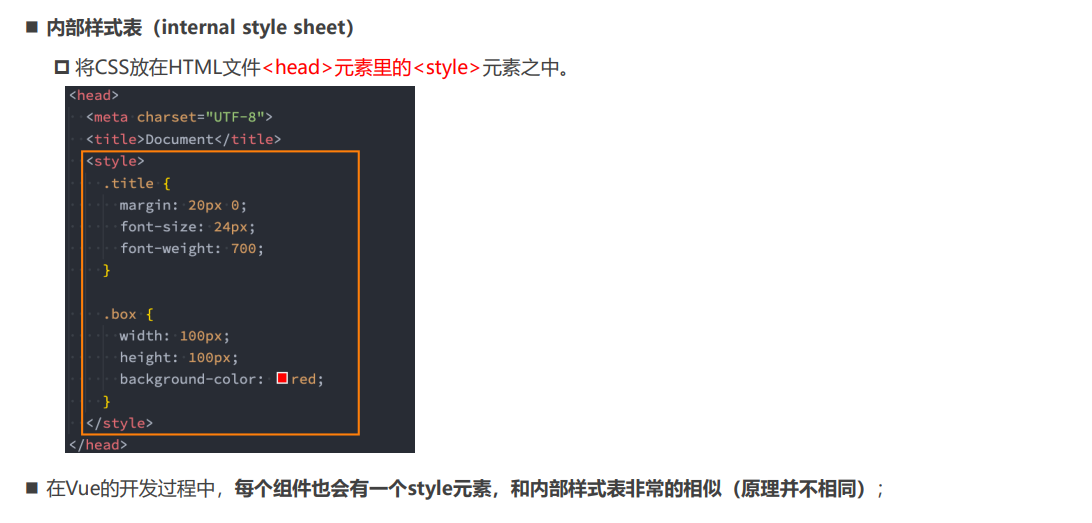 ■ 内部样式表（internal style sheet）
将CSS放在HTML文件<head>元素里的<style>元素之中。
<head>
<meta charset="UTF-8">
<title>Document</title>
<style>
.title {
margin: 20px 0;
font-size: 24px;
font-weight: 700;
}
.box {
width: 100px;
height: 100px;
background-color: red;
}
</style>
</head>
■ 在Vue的开发过程中，每个组件也会有一个style元素，和内部样式表非常的相似（原理并不相同）;